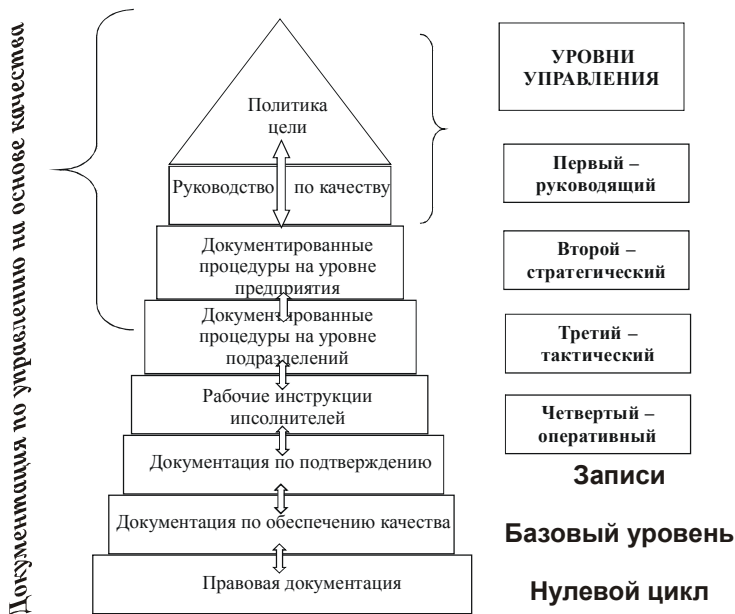 Документация по управлению на основе качества
Политика
цели
Руководство по качеству
Документированные
процедуры на уровне
предприятия
Документированные
процедуры на уровне
подразделений
Рабочие инструкции
ипсолнителей
Документация по подтверждению
Документация по обеспечению качества
Правовая документация
УРОВНИ
УПРАВЛЕНИЯ
Первый –
руководящий
Второй –
стратегический
Третий –
тактический
Четвертый –
оперативный
Записи
Базовый уровень
Нулевой цикл